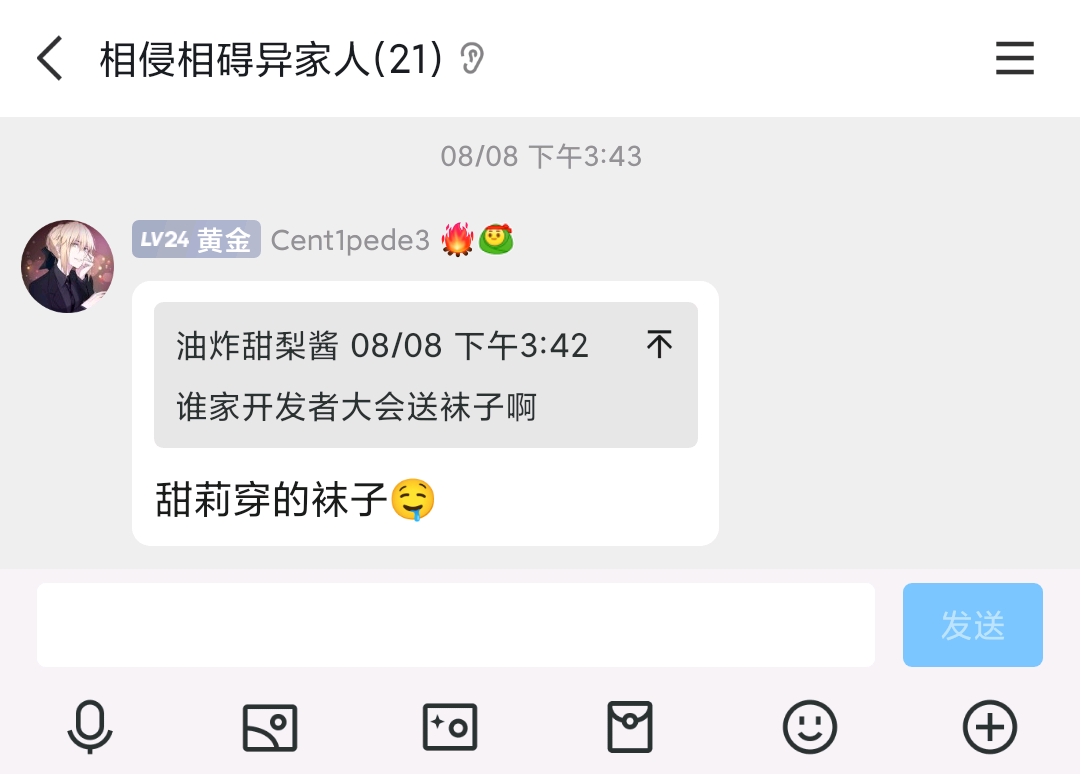 相侵相碍异家人(21)
08/08 下午3:43
LV24 黄金 Cent1pede3 🔥
油炸甜梨酱 08/08 下午3:42
谁家开发者大会送袜子啊
甜莉穿的袜子🤤
发送